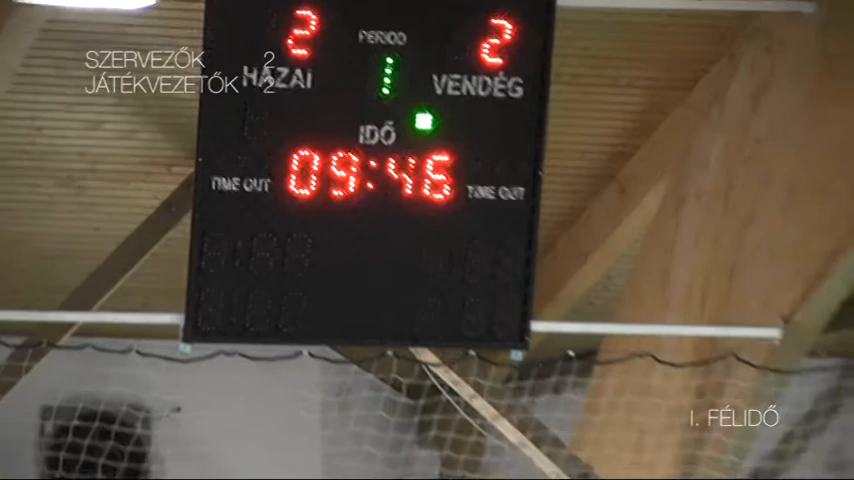 2 PERIOD 2
SZERVEZŐK 2
JÁTÉKVEZETŐK 2
HAZAI 1 VENDÉG
IDŐ
TIME OUT 09:46 TIME OUT
I. FÉLIDŐ